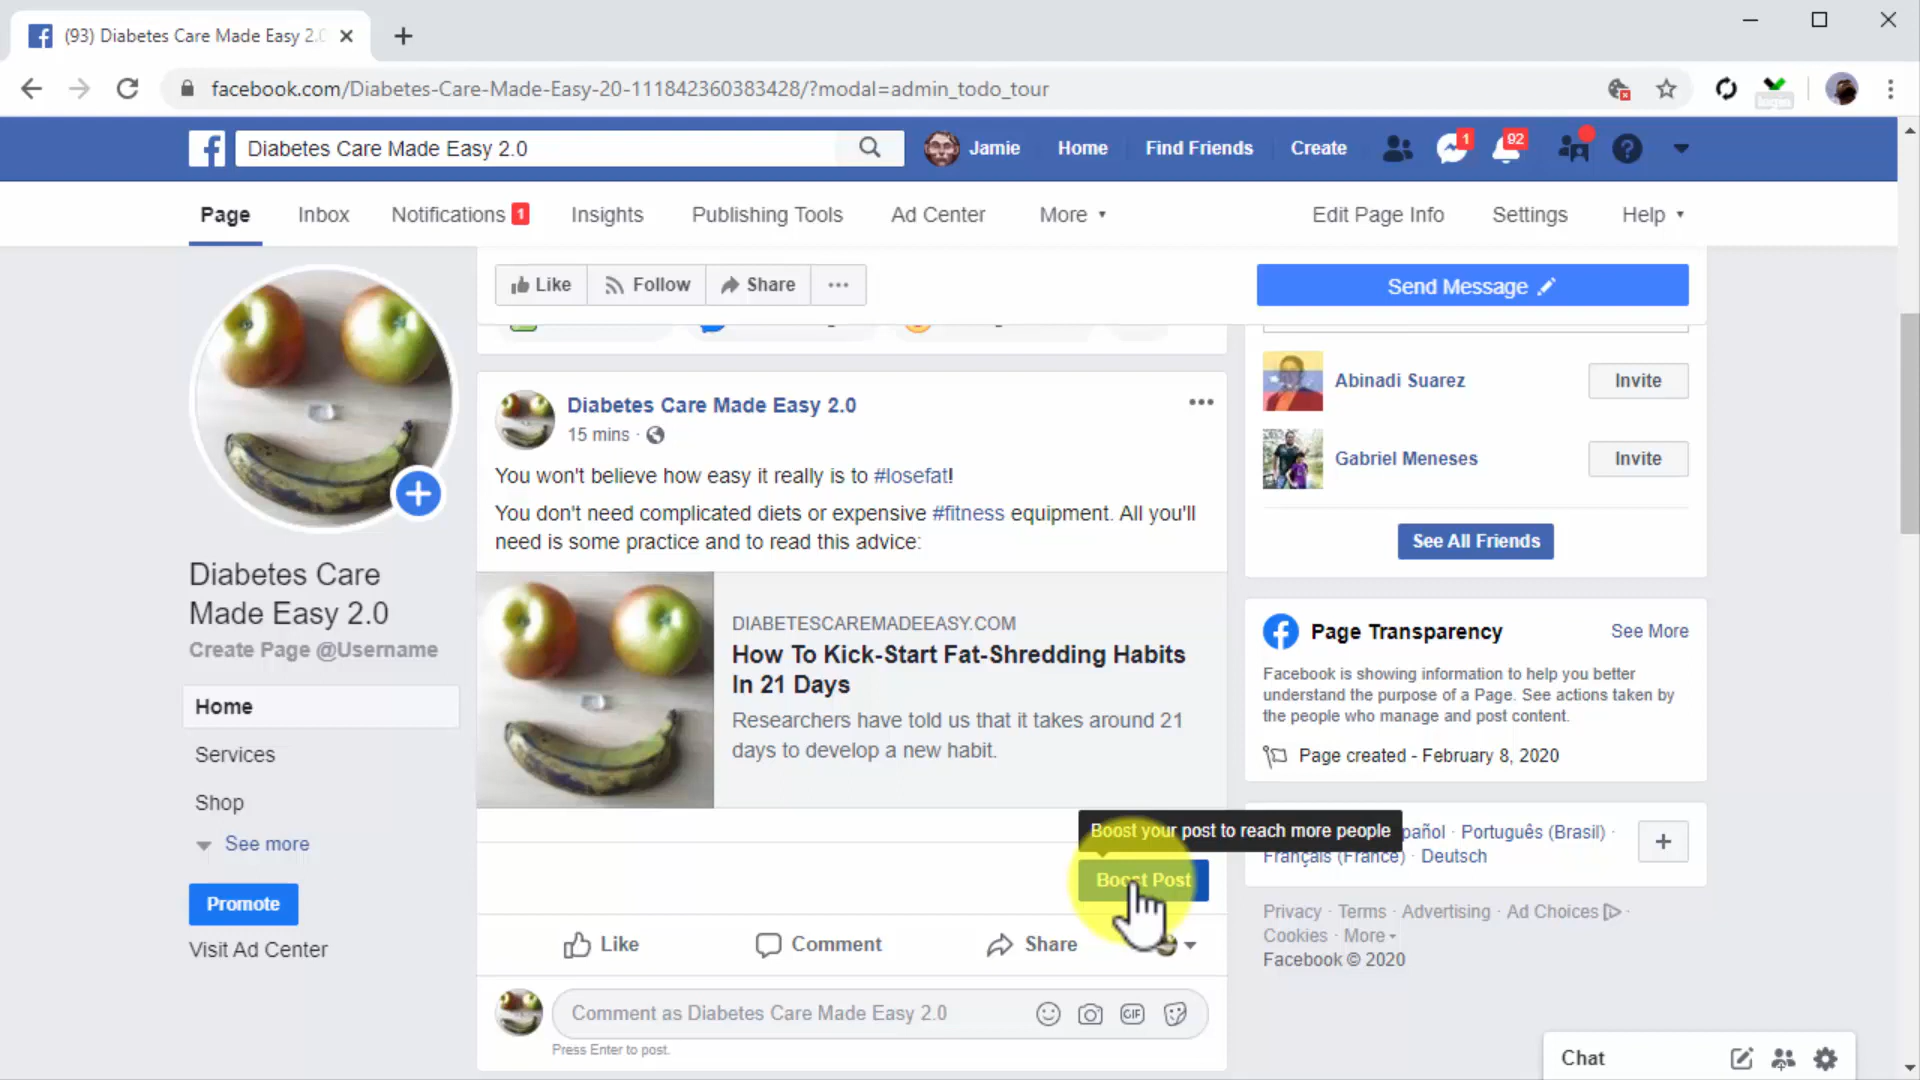 (93) Diabetes Care Made Easy 2.0
facebook.com/Diabetes-Care-Made-Easy-20-111842360383428/?modal=admin_todo_tour
Diabetes Care Made Easy 2.0
Jamie
Home
Find Friends
Create
1
92
Page
Inbox
Notifications 1
Insights
Publishing Tools
Ad Center
More
Edit Page Info
Settings
Help
Like
Follow
Share
Send Message
Diabetes Care
Made Easy 2.0
Create Page @Username
Home
Services
Shop
See more
Promote
Visit Ad Center
Diabetes Care Made Easy 2.0
15 mins ·
You won't believe how easy it really is to #losefat!
You don't need complicated diets or expensive #fitness equipment. All you'll
need is some practice and to read this advice:
DIABETESCAREMADEEASY.COM
How To Kick-Start Fat-Shredding Habits
In 21 Days
Researchers have told us that it takes around 21
days to develop a new habit.
Boost your post to reach more people
Boost Post
Like
Comment
Share
Comment as Diabetes Care Made Easy 2.0
GIF
Press Enter to post.
Abinadi Suarez
Invite
Gabriel Meneses
Invite
See All Friends
Page Transparency
See More
Facebook is showing information to help you better
understand the purpose of a Page. See actions taken by
the people who manage and post content.
Page created - February 8, 2020
pañol · Português (Brasil) ·
Français (France) · Deutsch
Privacy · Terms · Advertising · Ad Choices ·
Cookies · More
Facebook © 2020
Chat